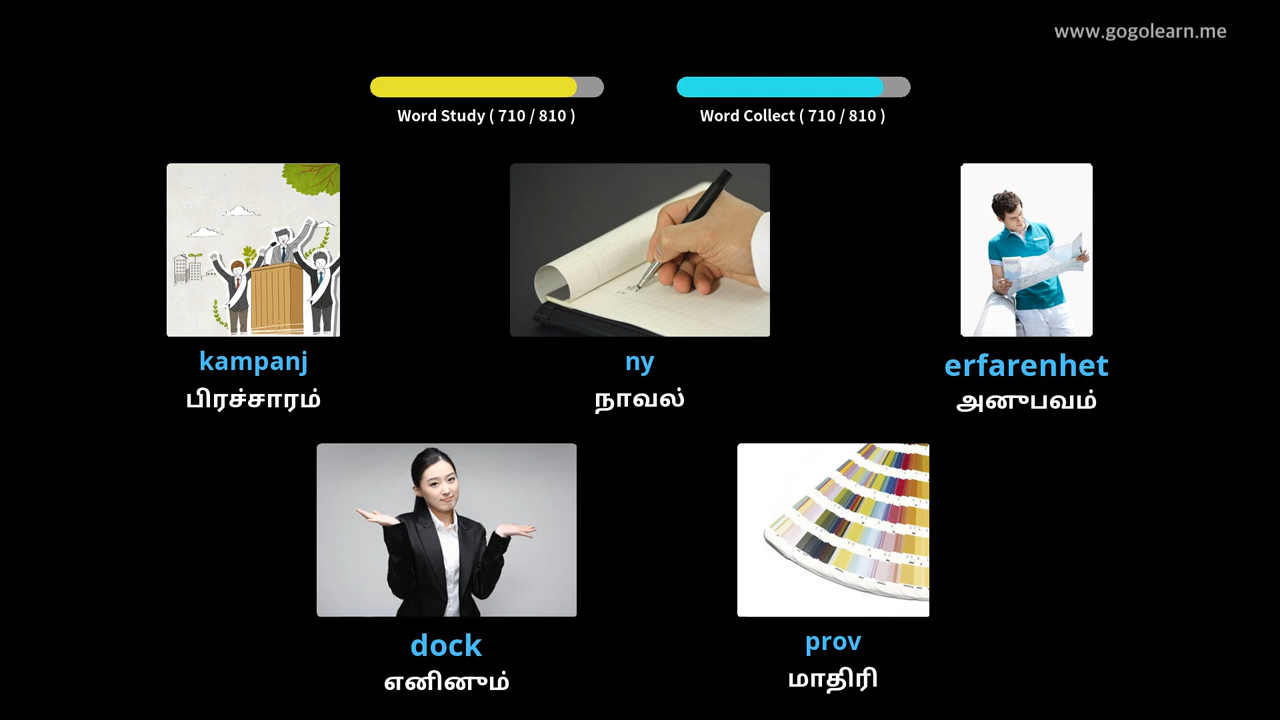 www.gogolearn.me
Word Study ( 710 / 810 )
Word Collect ( 710 / 810 )
kampanj
பிரச்சாரம்
ny
நாவல்
erfarenhet
அனுபவம்
dock
எனினும்
prov
மாதிரி